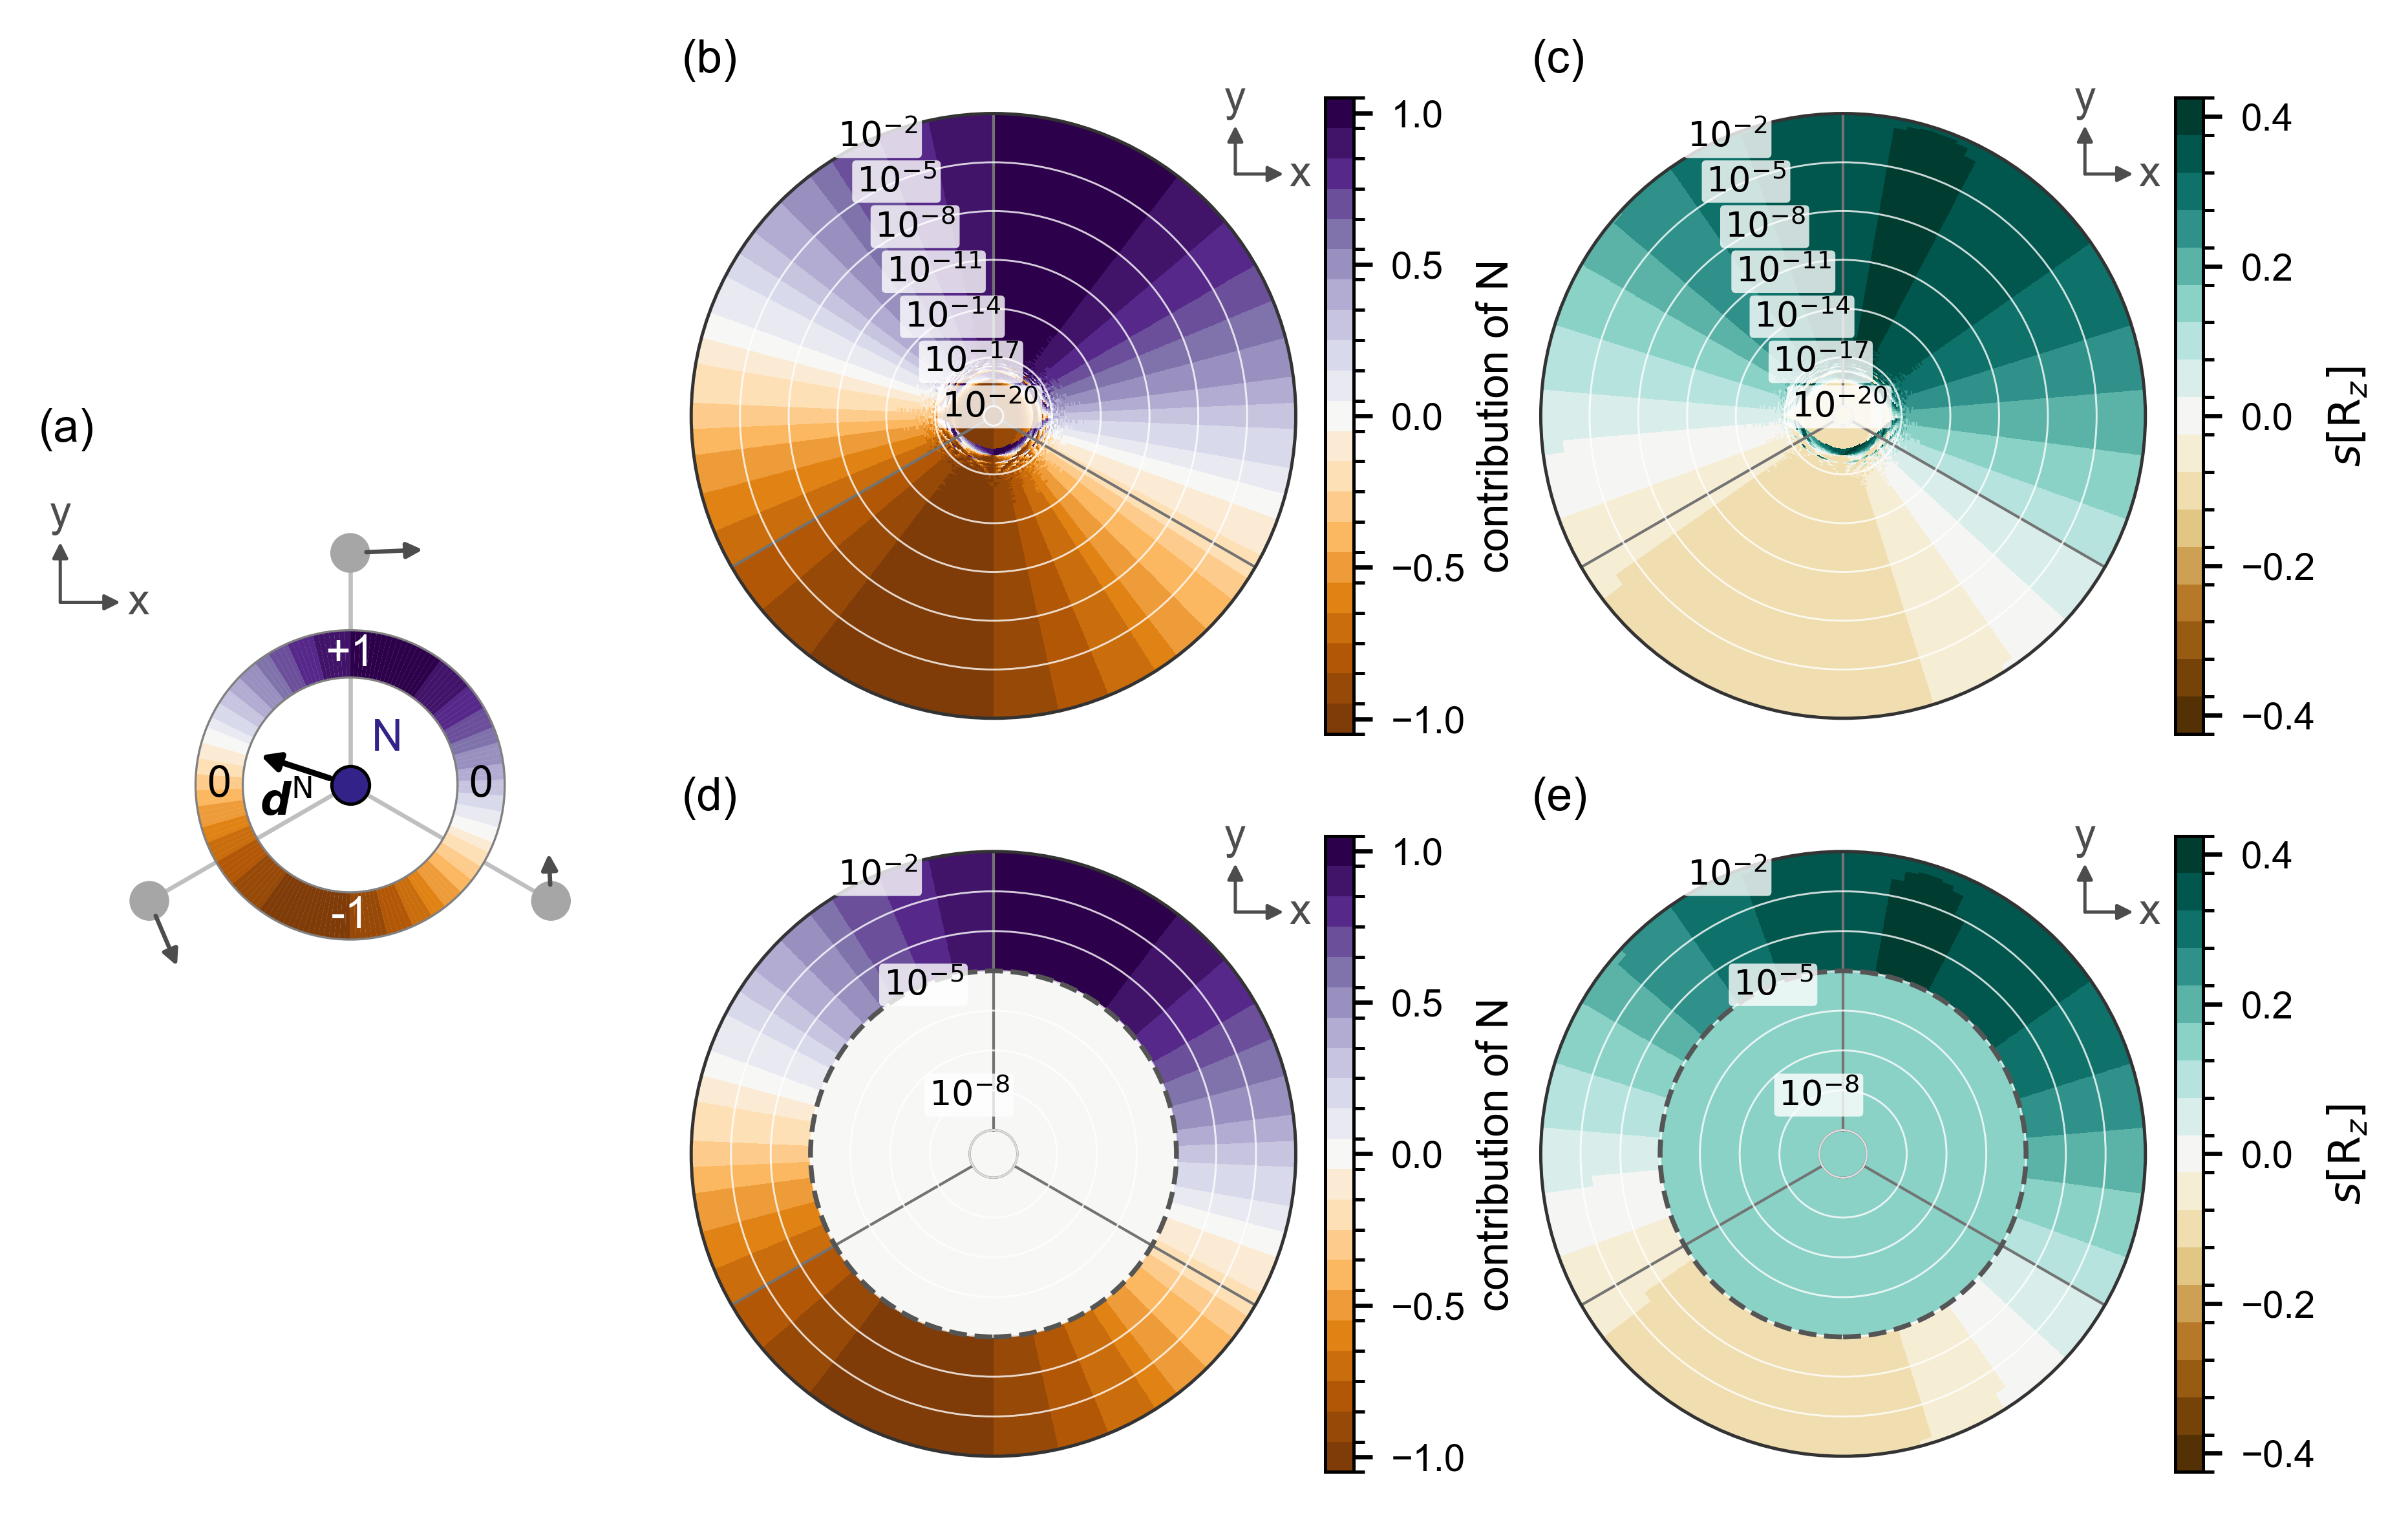 (a)
y
x
+1
N
0
0
d^N
-1
(b)
y
x
10^−2
10^−5
10^−8
10^−11
10^−14
10^−17
10^−20
1.0
0.5
0.0
−0.5
−1.0
contribution of N
(c)
y
x
10^−2
10^−5
10^−8
10^−11
10^−14
10^−17
10^−20
0.4
0.2
0.0
−0.2
−0.4
s[R_z]
(d)
y
x
10^−2
10^−5
10^−8
1.0
0.5
0.0
−0.5
−1.0
contribution of N
(e)
y
x
10^−2
10^−5
10^−8
0.4
0.2
0.0
−0.2
−0.4
s[R_z]